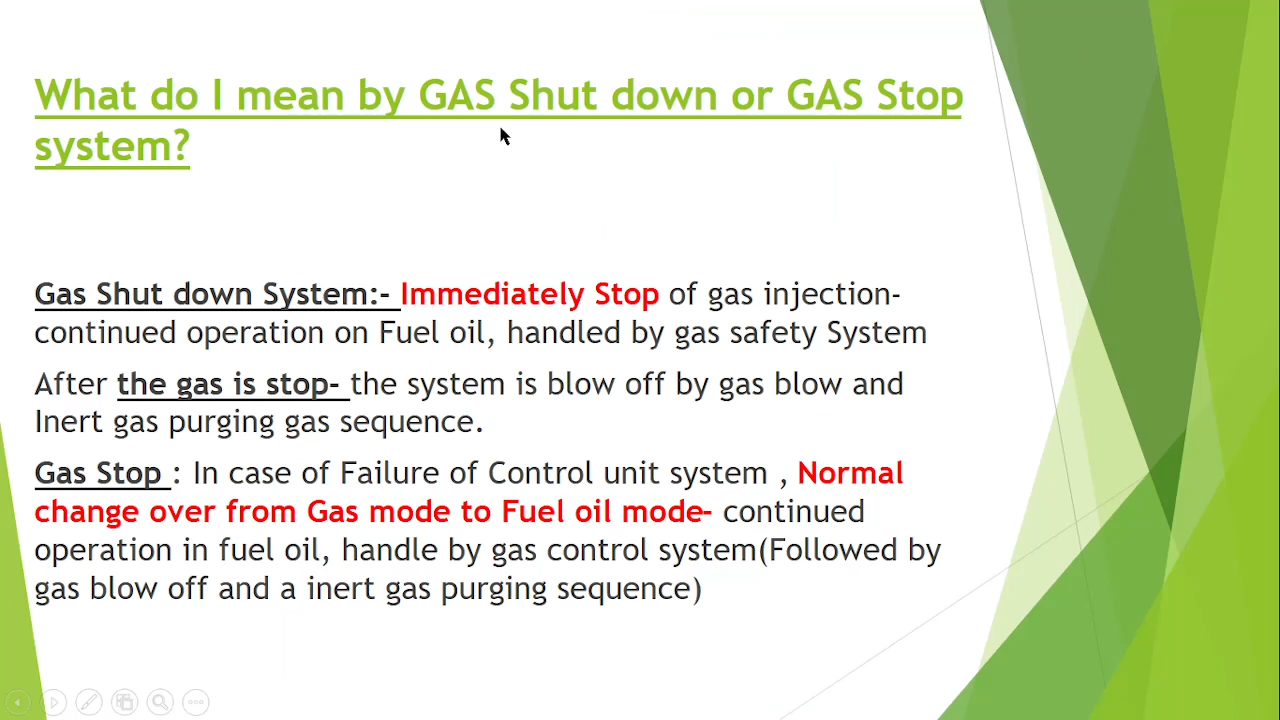 What do I mean by GAS Shut down or GAS Stop
system?
Gas Shut down System:- Immediately Stop of gas injection-
continued operation on Fuel oil, handled by gas safety System
After the gas is stop- the system is blow off by gas blow and
Inert gas purging gas sequence.
Gas Stop : In case of Failure of Control unit system , Normal
change over from Gas mode to Fuel oil mode- continued
operation in fuel oil, handle by gas control system(Followed by
gas blow off and a inert gas purging sequence)